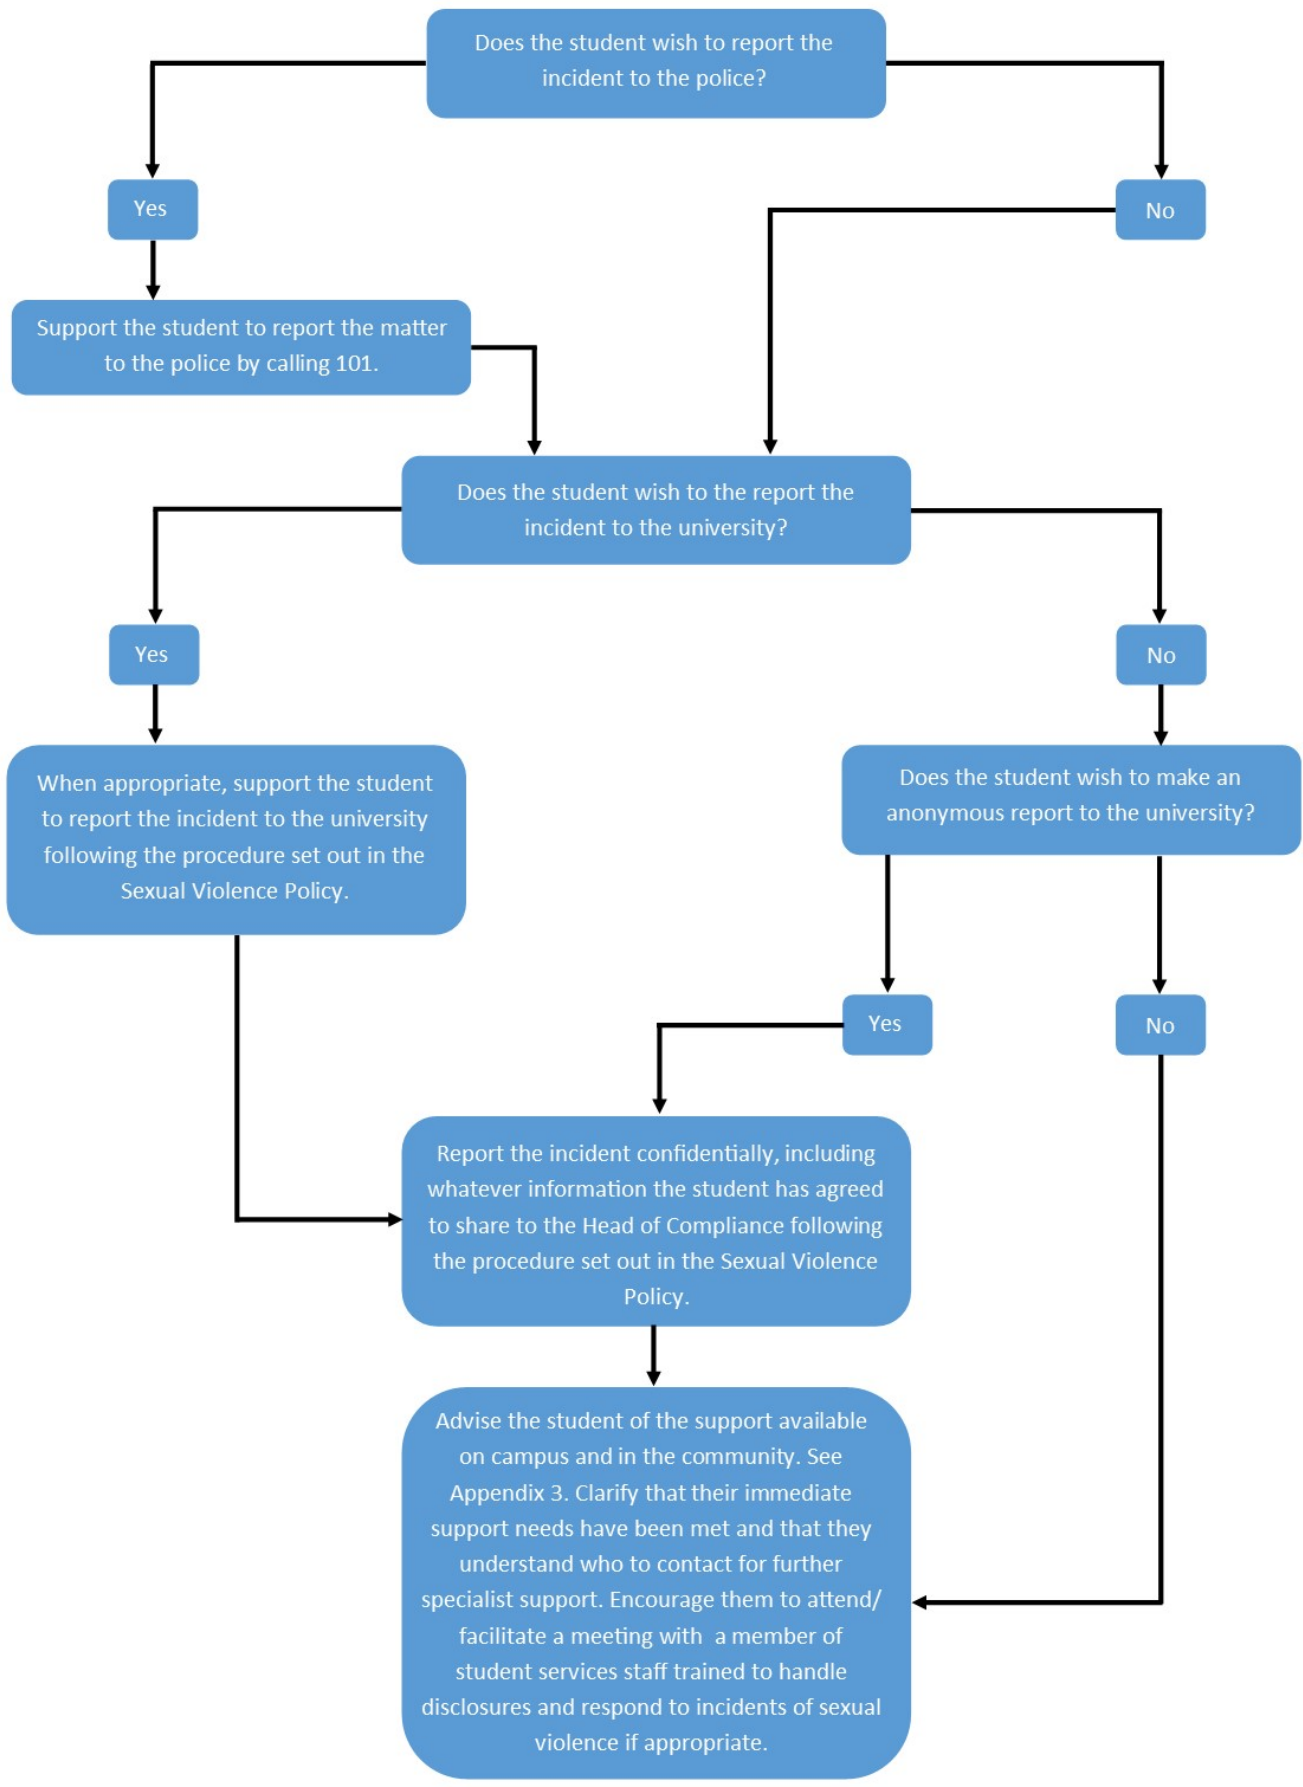 Does the student wish to report the
incident to the police?
Yes
No
Support the student to report the matter
to the police by calling 101.
Does the student wish to the report the
incident to the university?
Yes
No
When appropriate, support the student
to report the incident to the university
following the procedure set out in the
Sexual Violence Policy.
Does the student wish to make an
anonymous report to the university?
Yes
No
Report the incident confidentially, including
whatever information the student has agreed
to share to the Head of Compliance following
the procedure set out in the Sexual Violence
Policy.
Advise the student of the support available
on campus and in the community. See
Appendix 3. Clarify that their immediate
support needs have been met and that they
understand who to contact for further
specialist support. Encourage them to attend/
facilitate a meeting with  a member of
student services staff trained to handle
disclosures and respond to incidents of sexual
violence if appropriate.